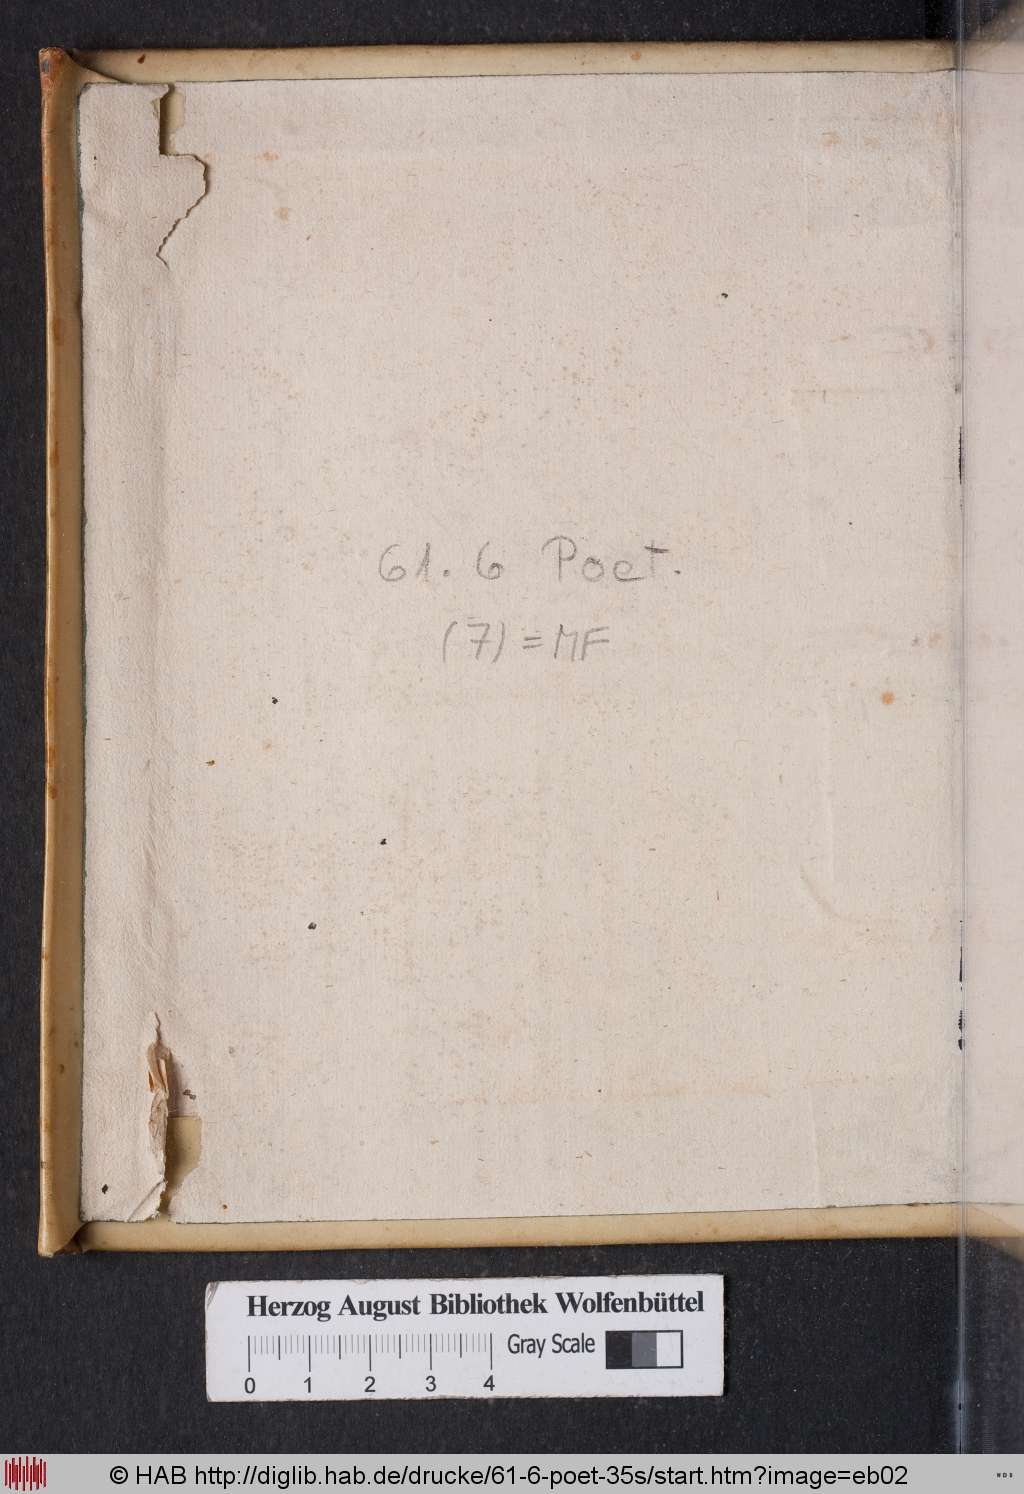 61. 6 Poet.
(7) = MF
Herzog August Bibliothek Wolfenbüttel
Gray Scale
0 1 2 3 4
© HAB http://diglib.hab.de/drucke/61-6-poet-35s/start.htm?image=eb02